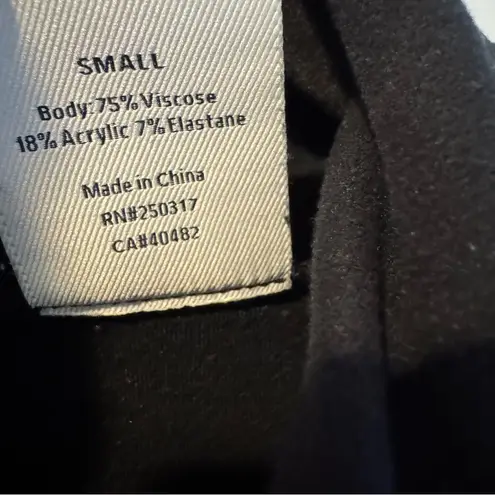 SMALL
Body: 75% Viscose
18% Acrylic 7% Elastane
Made in China
RN#250317
CA#40482